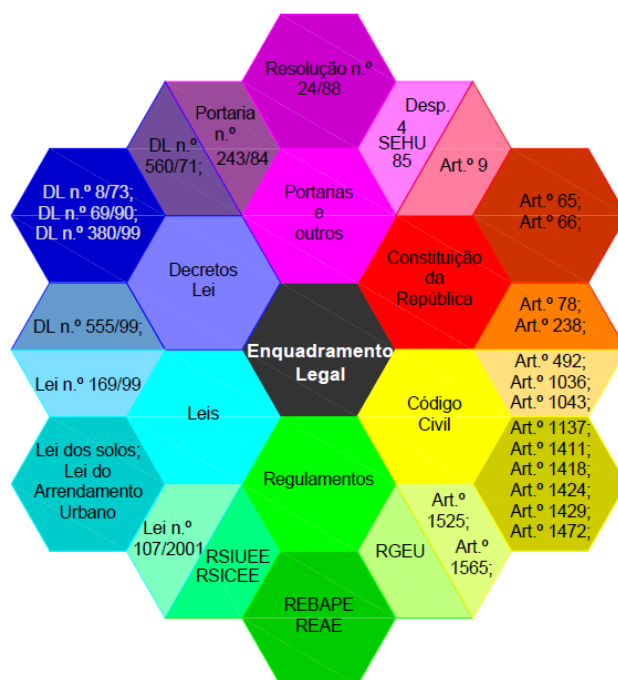 Resolução n.º
24/88
Portaria
n.º
243/84
DL n.º
560/71;
Desp.
4
SEHU
85
Art.º 9
DL n.º 8/73;
DL n.º 69/90;
DL n.º 380/99
Portarias
e
outros
Art.º 65;
Art.º 66;
Decretos
Lei
Constituição
da
República
DL n.º 555/99;
Art.º 78;
Art.º 238;
Enquadramento
Legal
Lei n.º 169/99
Art.º 492;
Art.º 1036;
Art.º 1043;
Leis
Código
Civil
Lei dos solos;
Lei do
Arrendamento
Urbano
Regulamentos
Art.º 1137;
Art.º 1411;
Art.º 1418;
Art.º 1424;
Art.º 1429;
Art.º 1472;
Lei n.º
107/2001
RSIUEE
RSICEE
RGEU
Art.º
1525;
Art.º
1565;
REBAPE
REAE